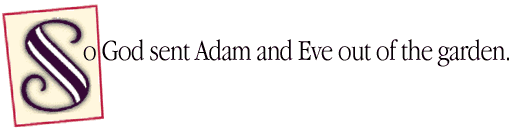 So God sent Adam and Eve out of the garden.